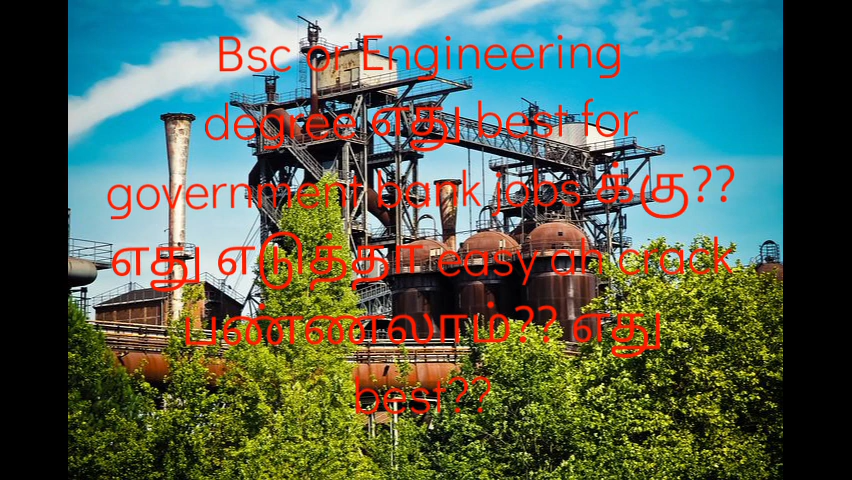 Bsc or Engineering
degree எது best for
government bank jobs க்கு??
எது எடுத்தா easy ah crack
பண்ணலாம்?? எது
best??